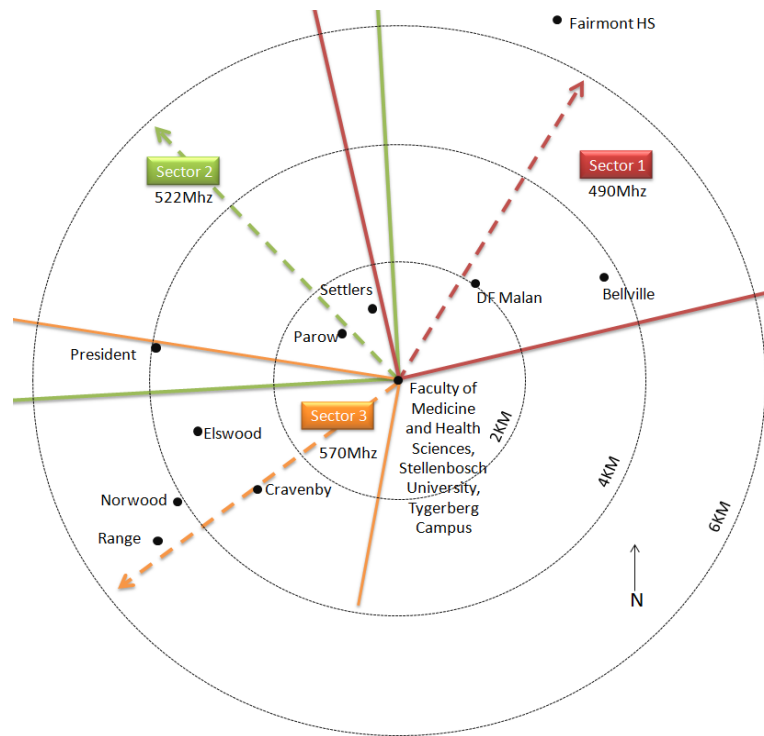 Fairmont HS
Sector 2
522Mhz
Sector 1
490Mhz
Settlers
DF Malan
Bellville
Parow
President
Faculty of
Medicine
and Health
Sciences,
Stellenbosch
University,
Tygerberg
Campus
Sector 3
570Mhz
Elswood
Cravenby
Norwood
Range
2KM
4KM
6KM
N